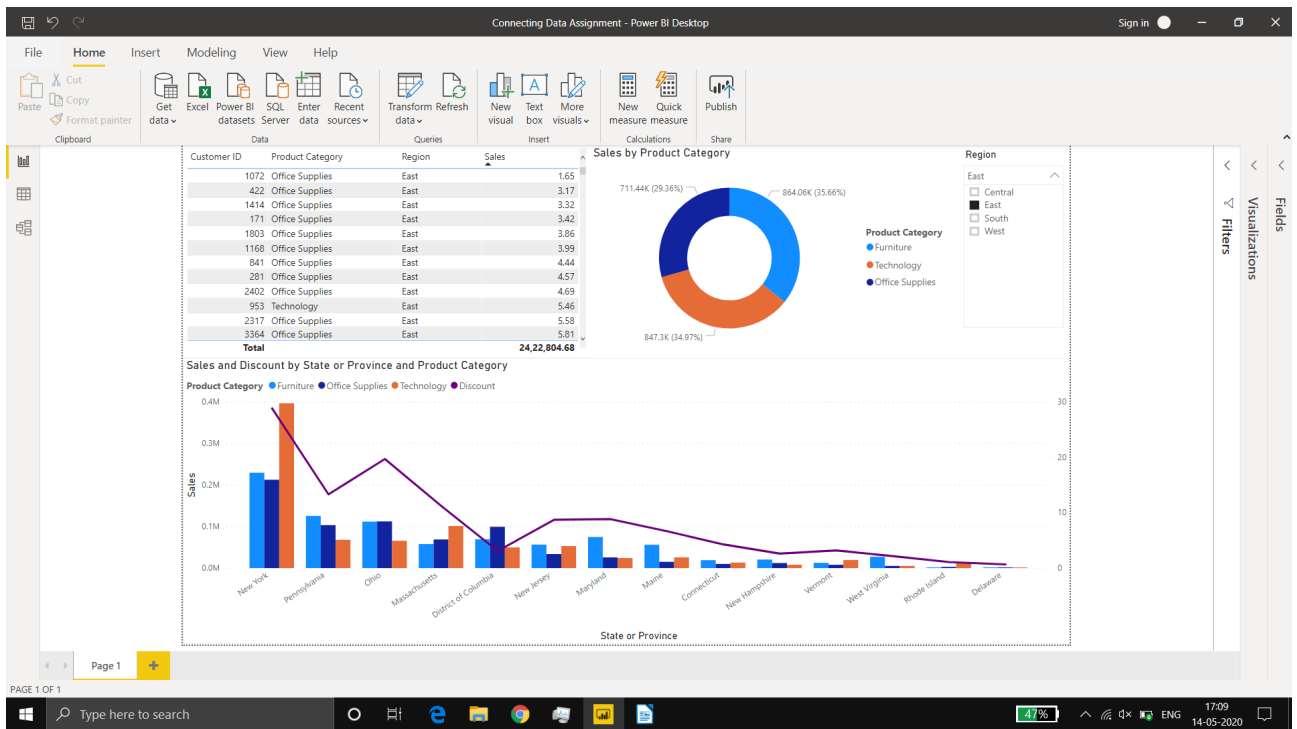 Connecting Data Assignment - Power BI Desktop
Sign in
File Home Insert Modeling View Help
Paste
Cut
Copy
Format painter
Clipboard
Get data
Excel
Power BI datasets
SQL Server
Enter data
Recent sources
Data
Transform data
Refresh
Queries
New visual
Text box
More visuals
Insert
New measure
Quick measure
Calculations
Publish
Share
Customer ID Product Category Region Sales
1072 Office Supplies East 1.65
422 Office Supplies East 3.17
1414 Office Supplies East 3.32
171 Office Supplies East 3.42
1803 Office Supplies East 3.86
1168 Office Supplies East 3.99
841 Office Supplies East 4.44
281 Office Supplies East 4.57
2402 Office Supplies East 4.69
953 Technology East 5.46
2317 Office Supplies East 5.58
3364 Office Supplies East 5.81
Total 24,22,804.68
Sales by Product Category
711.44K (29.36%)
864.06K (35.66%)
847.3K (34.97%)
Product Category
Furniture
Technology
Office Supplies
Region
East
Central
East
South
West
Filters
Visualizations
Fields
Sales and Discount by State or Province and Product Category
Product Category Furniture Office Supplies Technology Discount
0.4M
0.3M
0.2M
0.1M
0.0M
Sales
30
20
10
0
New York
Pennsylvania
Ohio
Massachusetts
District of Columbia
New Jersey
Maryland
Maine
Connecticut
New Hampshire
Vermont
West Virginia
Rhode Island
Delaware
State or Province
Page 1
PAGE 1 OF 1
Type here to search
47%
ENG
17:09
14-05-2020